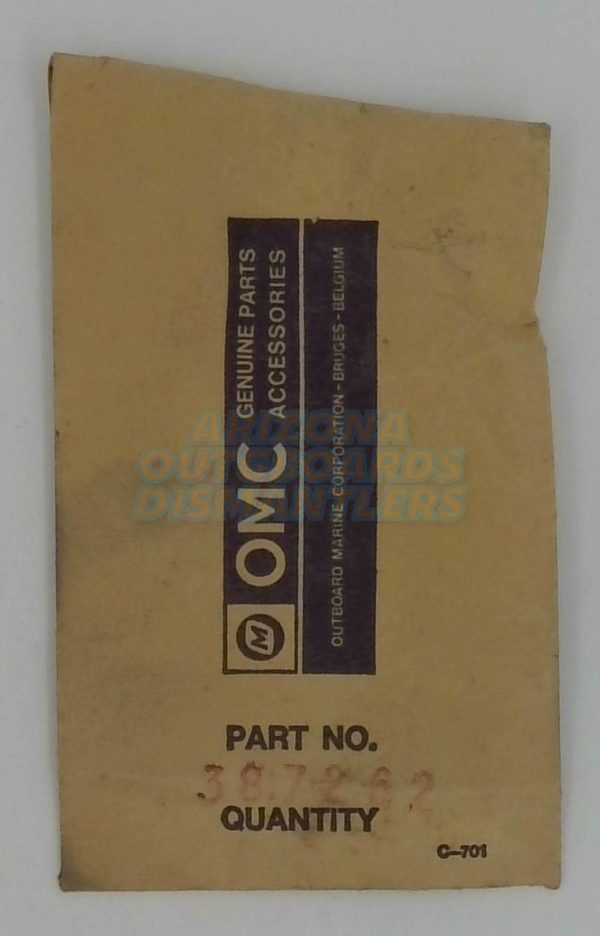 OMC GENUINE PARTS
ACCESSORIES
OUTBOARD MARINE CORPORATION - BRUGES - BELGIUM
M
ARIZONA
OUTBOARDS
DISMANTLERS
PART NO.
387262
QUANTITY
C-701